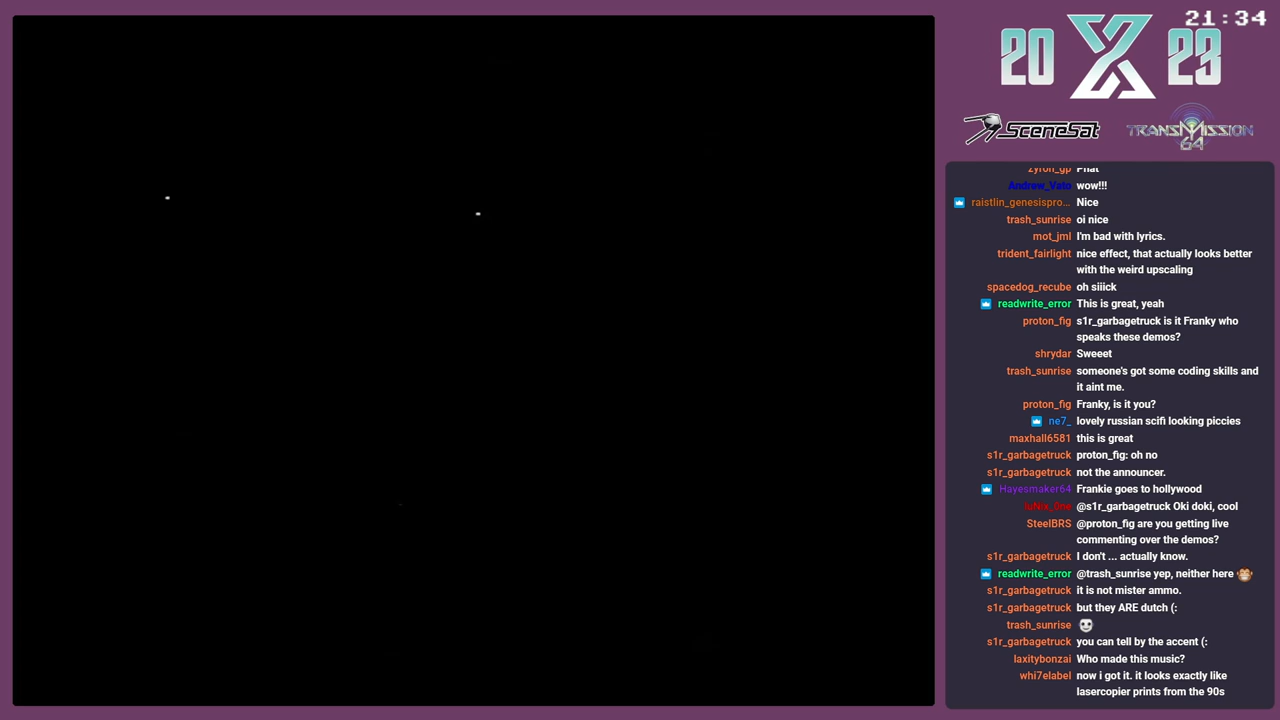 21:34
20 X 23
SceneSat
TRANSMISSION
64
zyron_gp Phat
Andrew_Vato wow!!!
raistlin_genesispro... Nice
trash_sunrise oi nice
mot_jml I'm bad with lyrics.
trident_fairlight nice effect, that actually looks better
with the weird upscaling
spacedog_recube oh siiick
readwrite_error This is great, yeah
proton_fig s1r_garbagetruck is it Franky who
speaks these demos?
shrydar Sweeet
trash_sunrise someone's got some coding skills and
it aint me.
proton_fig Franky, is it you?
ne7_ lovely russian scifi looking piccies
maxhall6581 this is great
s1r_garbagetruck proton_fig: oh no
s1r_garbagetruck not the announcer.
Hayesmaker64 Frankie goes to hollywood
@s1r_garbagetruck Oki doki, cool
SteelBRS @proton_fig are you getting live
commenting over the demos?
s1r_garbagetruck I don't ... actually know.
readwrite_error @trash_sunrise yep, neither here
s1r_garbagetruck it is not mister ammo.
s1r_garbagetruck but they ARE dutch (:
trash_sunrise
s1r_garbagetruck you can tell by the accent (:
laxitybonzai Who made this music?
whi7elabel now i got it. it looks exactly like
lasercopier prints from the 90s